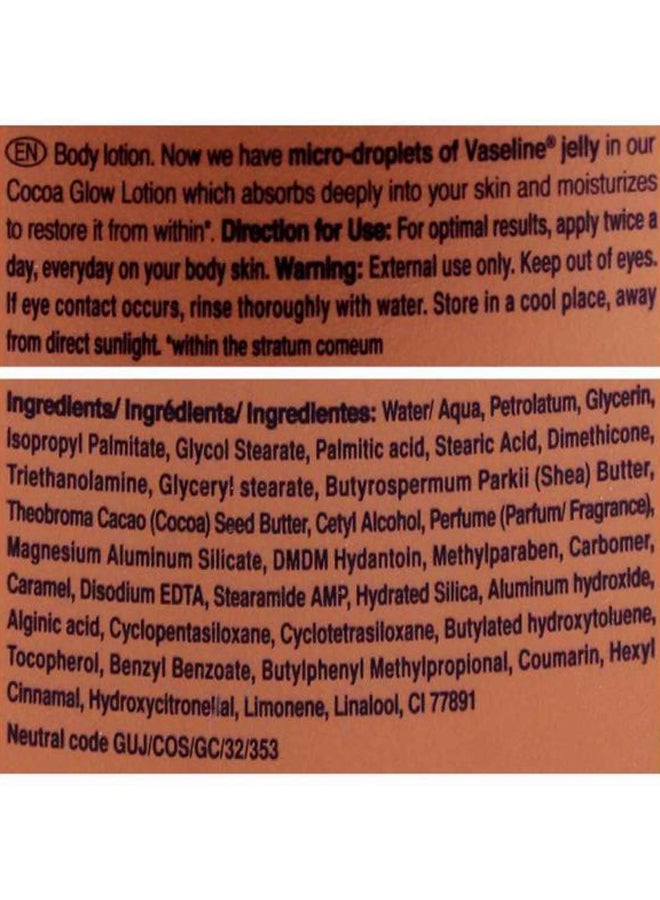 EN Body lotion. Now we have micro-droplets of Vaseline® jelly in our
Cocoa Glow Lotion which absorbs deeply into your skin and moisturizes
to restore it from within*. Direction for Use: For optimal results, apply twice a
day, everyday on your body skin. Warning: External use only. Keep out of eyes.
If eye contact occurs, rinse thoroughly with water. Store in a cool place, away
from direct sunlight. *within the stratum corneum
Ingredients/ Ingrédients/ Ingredientes: Water/ Aqua, Petrolatum, Glycerin,
Isopropyl Palmitate, Glycol Stearate, Palmitic acid, Stearic Acid, Dimethicone,
Triethanolamine, Glyceryl stearate, Butyrospermum Parkii (Shea) Butter,
Theobroma Cacao (Cocoa) Seed Butter, Cetyl Alcohol, Perfume (Parfum/ Fragrance),
Magnesium Aluminum Silicate, DMDM Hydantoin, Methylparaben, Carbomer,
Caramel, Disodium EDTA, Stearamide AMP, Hydrated Silica, Aluminum hydroxide,
Alginic acid, Cyclopentasiloxane, Cyclotetrasiloxane, Butylated hydroxytoluene,
Tocopherol, Benzyl Benzoate, Butylphenyl Methylpropional, Coumarin, Hexyl
Cinnamal, Hydroxycitronellal, Limonene, Linalool, CI 77891
Neutral code GUJ/COS/GC/32/353